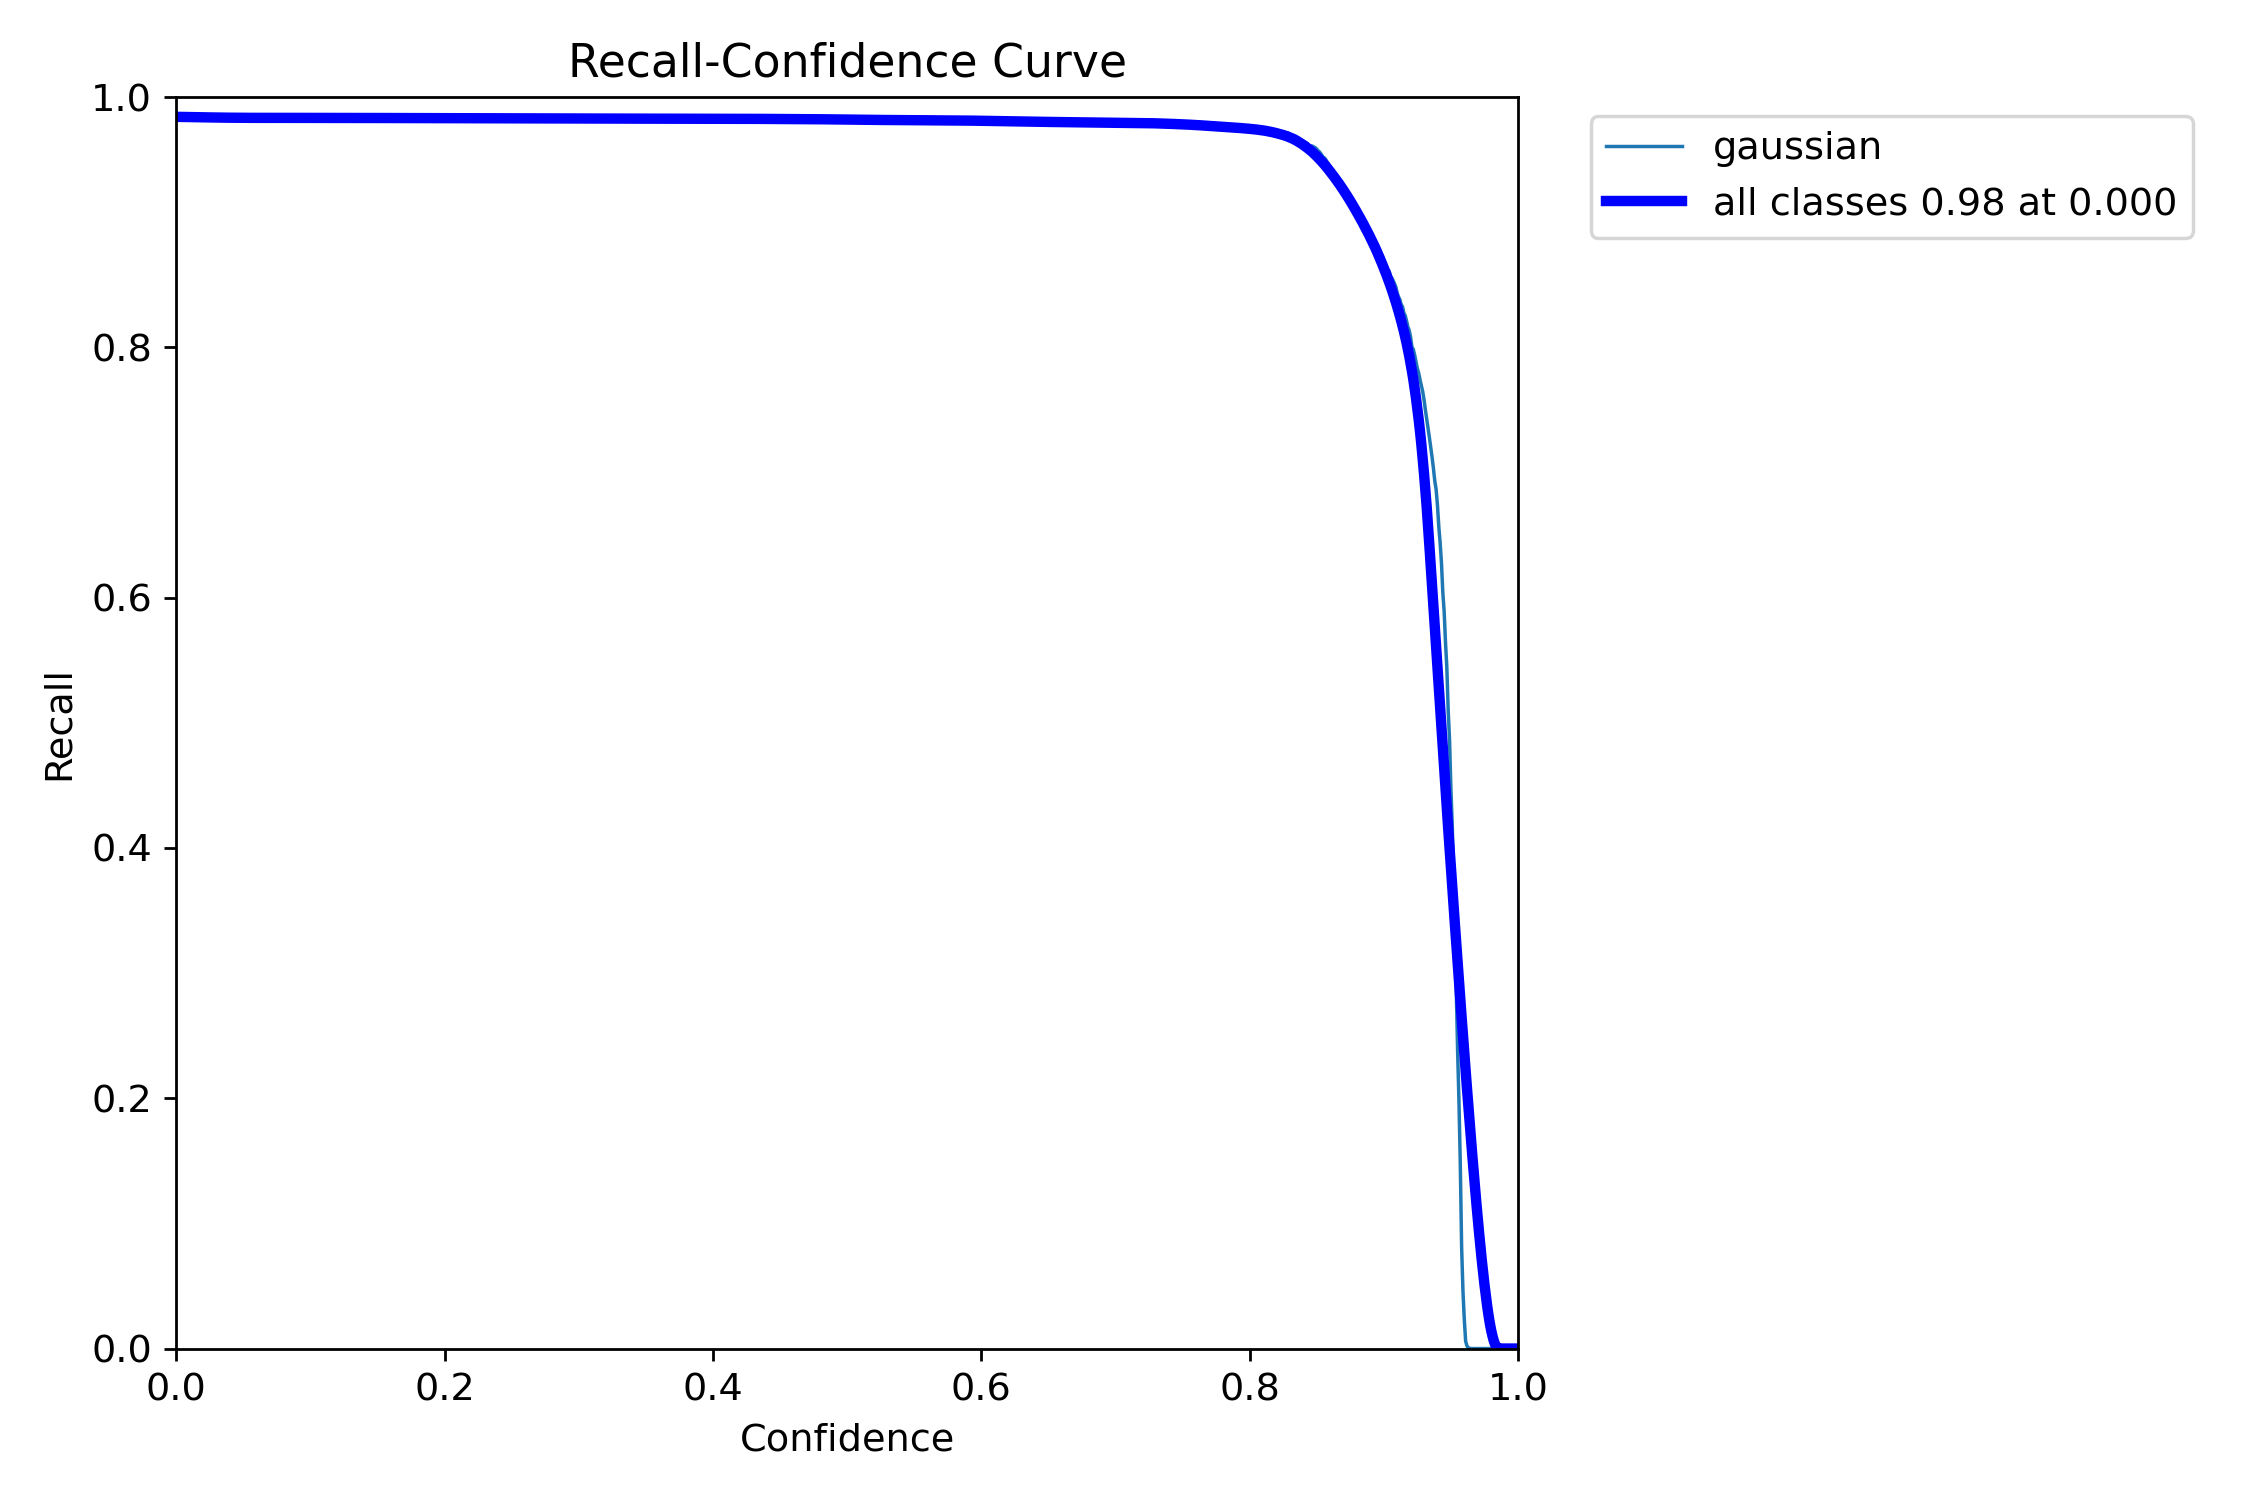 Recall-Confidence Curve
1.0
0.8
0.6
0.4
0.2
0.0
Recall
0.0 0.2 0.4 0.6 0.8 1.0
Confidence
gaussian
all classes 0.98 at 0.000